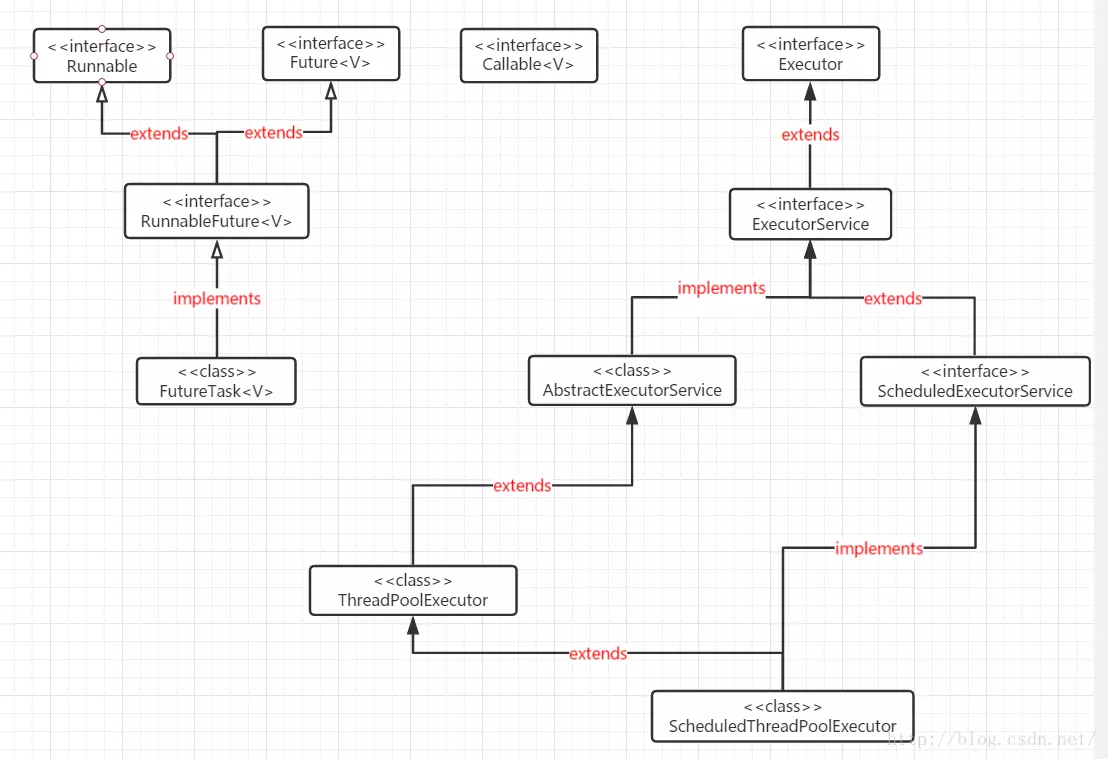 <<interface>>
Runnable
<<interface>>
Future<V>
<<interface>>
Callable<V>
<<interface>>
Executor
extends
extends
extends
<<interface>>
RunnableFuture<V>
<<interface>>
ExecutorService
implements
implements
extends
<<class>>
FutureTask<V>
<<class>>
AbstractExecutorService
<<interface>>
ScheduledExecutorService
extends
implements
<<class>>
ThreadPoolExecutor
extends
<<class>>
ScheduledThreadPoolExecutor
http://blog.csdn.net/